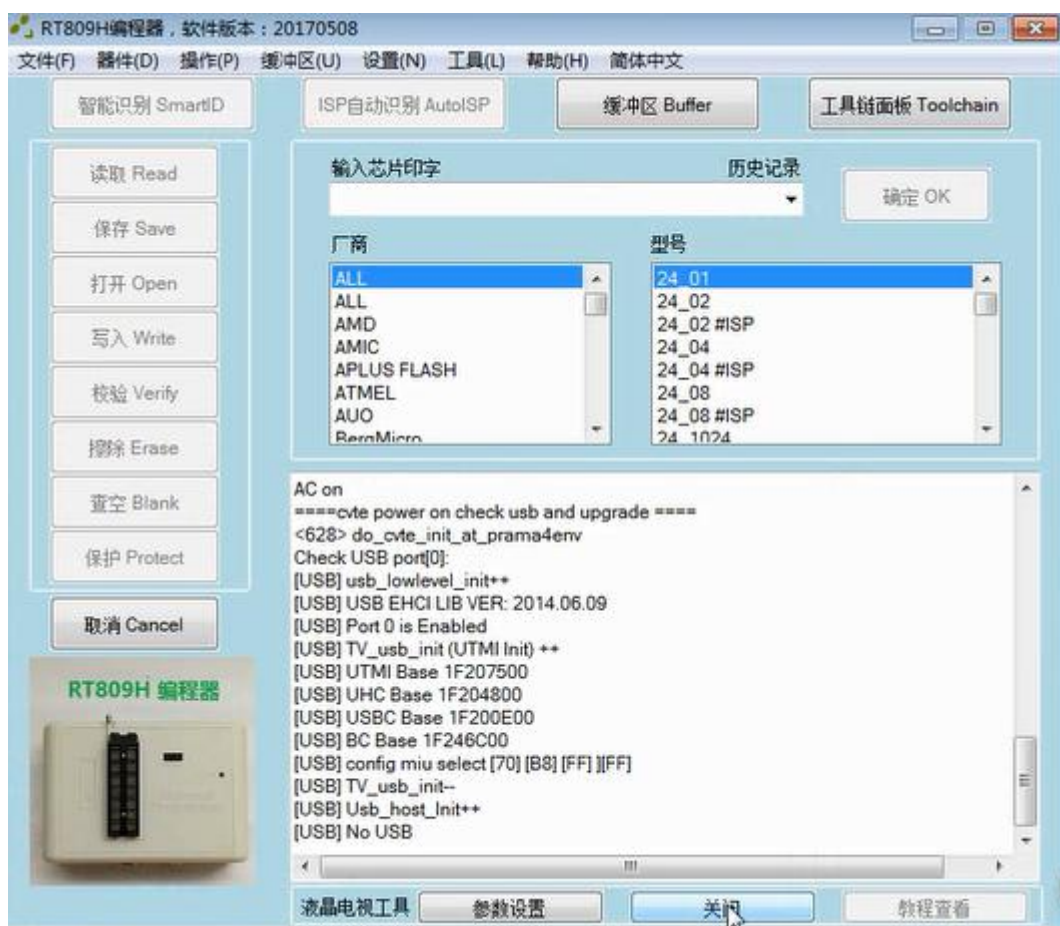 RT809H编程器，软件版本：20170508
文件(F) 器件(D) 操作(P) 缓冲区(U) 设置(N) 工具(L) 帮助(H) 简体中文
智能识别 SmartID ISP自动识别 AutoISP 缓冲区 Buffer 工具链面板 Toolchain
读取 Read
保存 Save
打开 Open
写入 Write
校验 Verify
擦除 Erase
查空 Blank
保护 Protect
取消 Cancel
RT809H 编程器
输入芯片印字 历史记录
确定 OK
厂商
ALL
ALL
AMD
AMIC
APLUS FLASH
ATMEL
AUO
BergMicro
型号
24_01
24_02
24_02 #ISP
24_04
24_04 #ISP
24_08
24_08 #ISP
24_1024
AC on
====cvte power on check usb and upgrade ====
<628> do_cvte_init_at_prama4env
Check USB port[0]:
[USB] usb_lowlevel_init++
[USB] USB EHCI LIB VER: 2014.06.09
[USB] Port 0 is Enabled
[USB] TV_usb_init (UTMI Init) ++
[USB] UTMI Base 1F207500
[USB] UHC Base 1F204800
[USB] USBC Base 1F200E00
[USB] BC Base 1F246C00
[USB] config miu select [70] [B8] [FF] ][FF]
[USB] TV_usb_init--
[USB] Usb_host_Init++
[USB] No USB
液晶电视工具 参数设置 关闭 教程查看